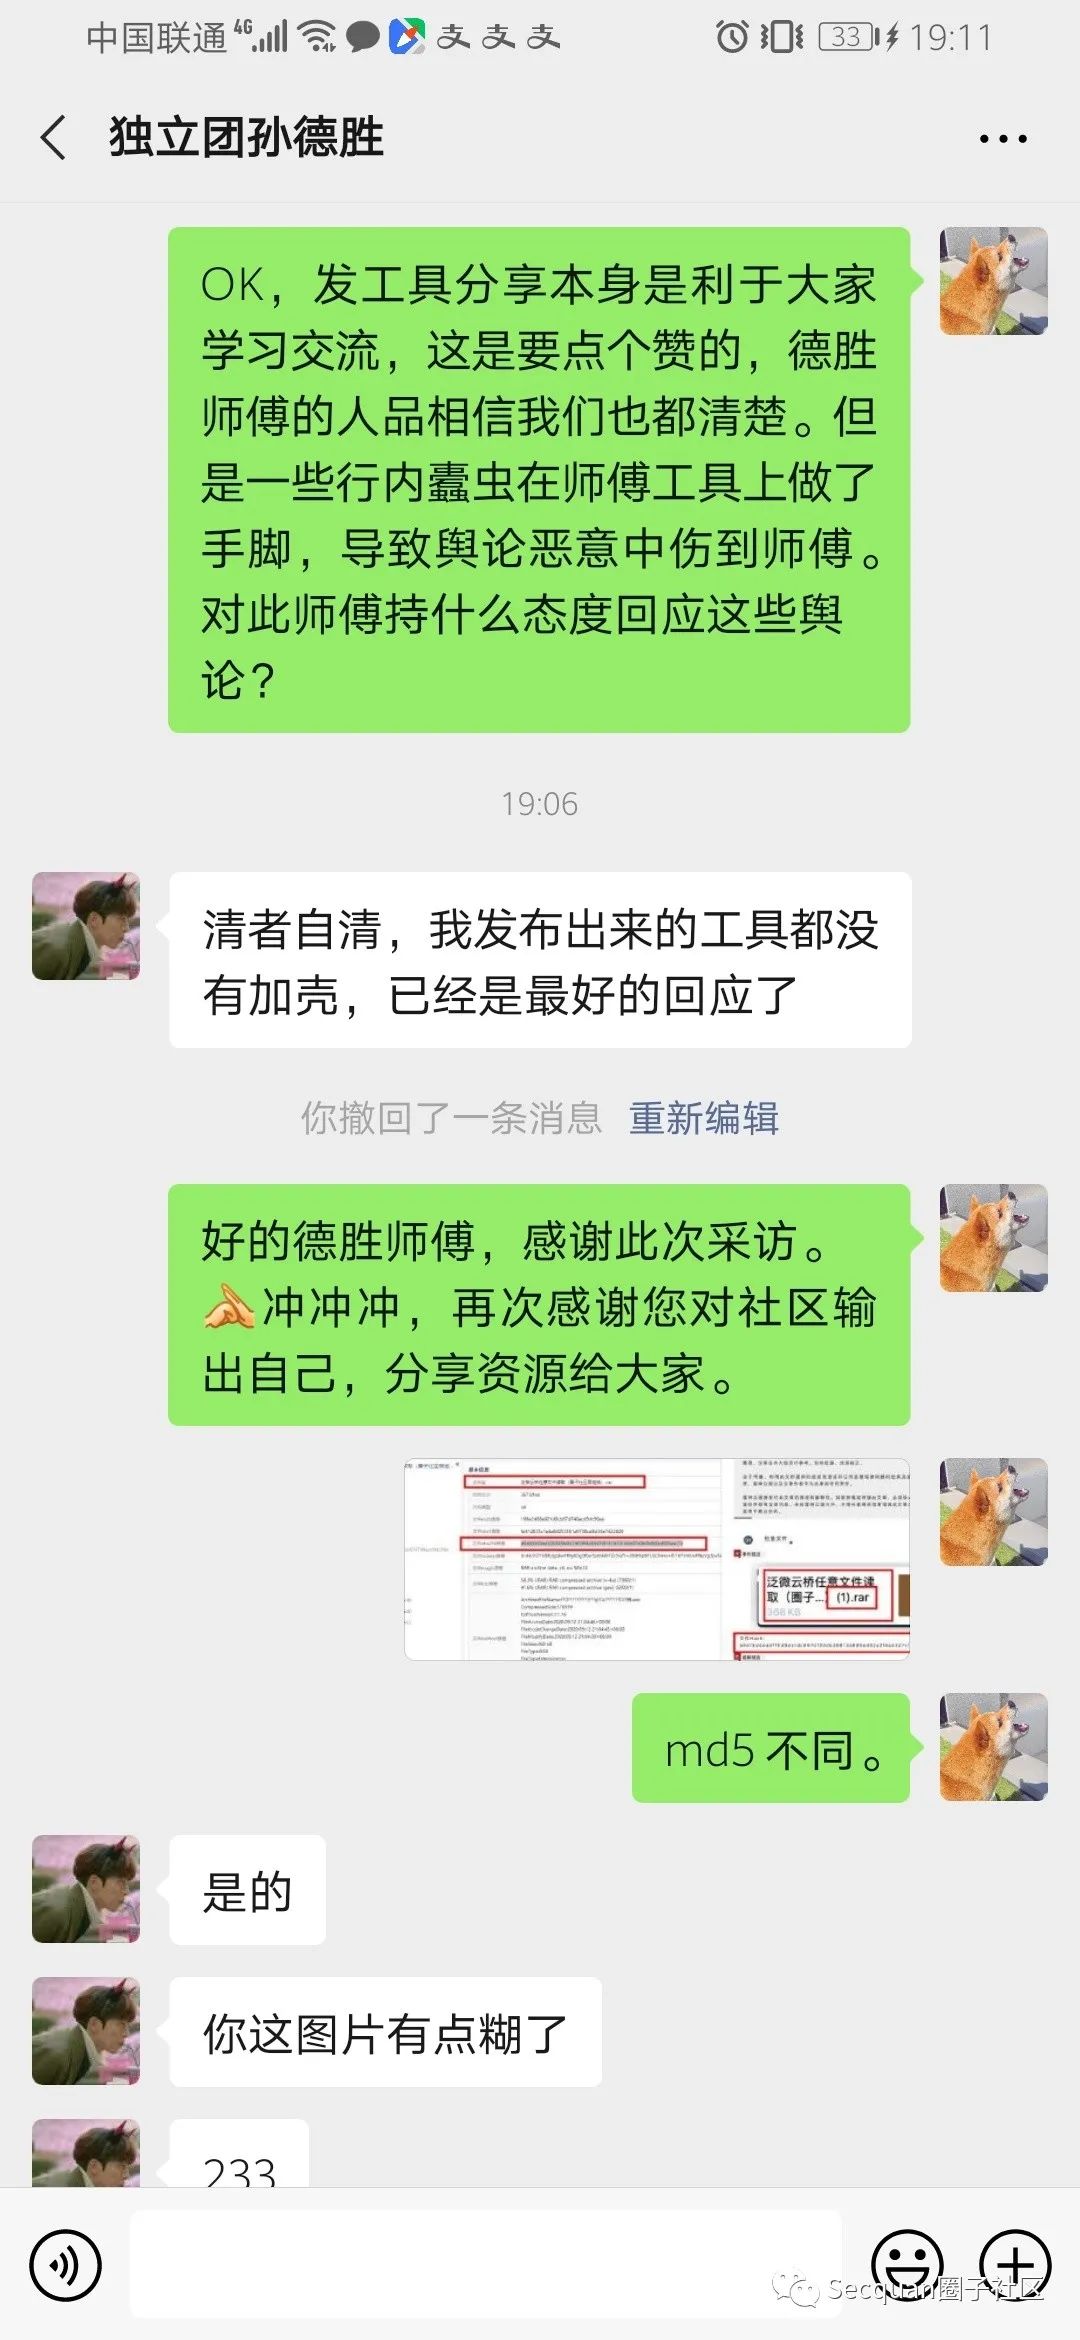 中国联通 4G 支 支 支 33 19:11
独立团孙德胜
OK，发工具分享本身是利于大家
学习交流，这是要点个赞的，德胜
师傅的人品相信我们也都清楚。但
是一些行内蠹虫在师傅工具上做了
手脚，导致舆论恶意中伤到师傅。
对此师傅持什么态度回应这些舆
论？
19:06
清者自清，我发布出来的工具都没
有加壳，已经是最好的回应了
你撤回了一条消息 重新编辑
好的德胜师傅，感谢此次采访。
冲冲冲，再次感谢您对社区输
出自己，分享资源给大家。
泛微云桥任意文件读
取（圈子... (1).rar
368 KB
md5不同。
是的
你这图片有点糊了
233
Secquan圈子社区